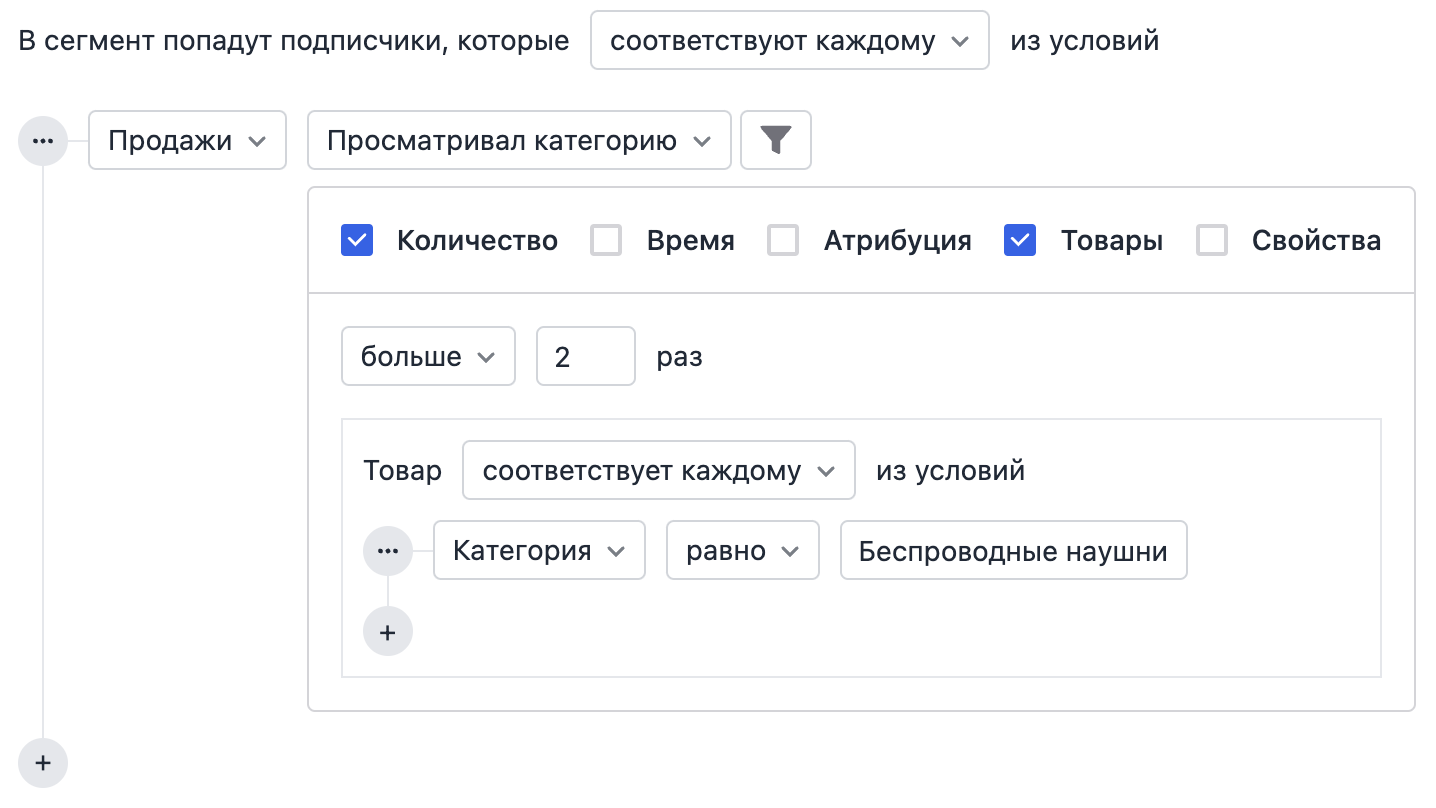 В сегмент попадут подписчики, которые соответствуют каждому из условий
Продажи Просматривал категорию
Количество Время Атрибуция Товары Свойства
больше 2 раз
Товар соответствует каждому из условий
Категория равно Беспроводные наушни